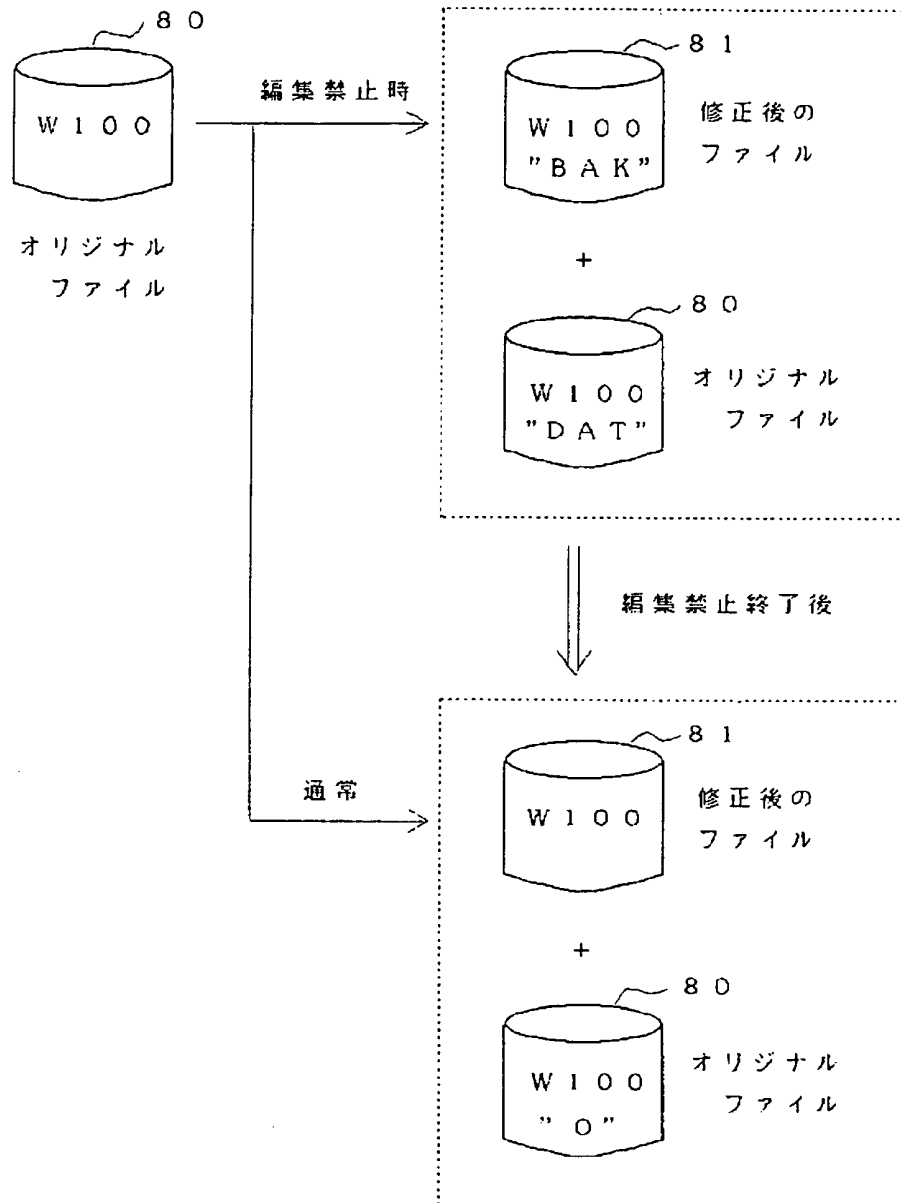 80
W100
オリジナル
ファイル
編集禁止時
81
W100
"BAK"
修正後の
ファイル
+
80
W100
"DAT"
オリジナル
ファイル
編集禁止終了後
通常
81
W100
修正後の
ファイル
+
80
W100
"O"
オリジナル
ファイル